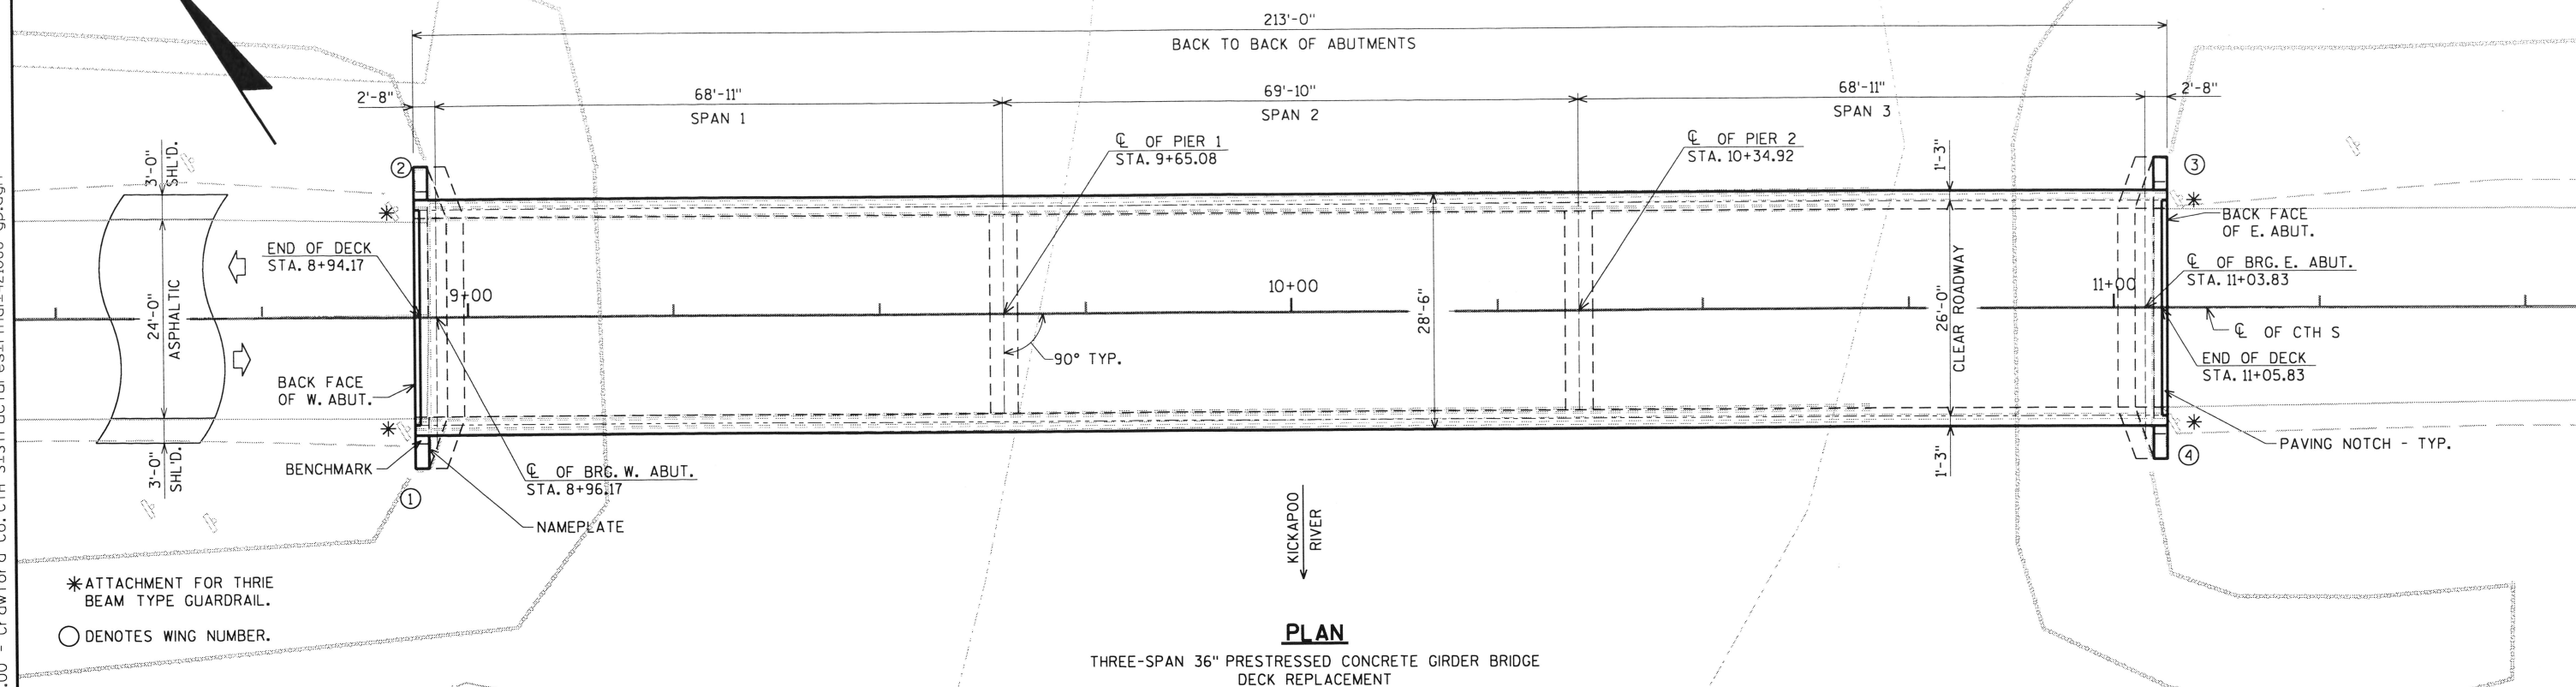 213'-0"
BACK TO BACK OF ABUTMENTS
2'-8"
68'-11"
SPAN 1
69'-10"
SPAN 2
68'-11"
SPAN 3
2'-8"
℄ OF PIER 1
STA. 9+65.08
℄ OF PIER 2
STA. 10+34.92
1'-3"
3'-0"
SHL'D.
2
3
END OF DECK
STA. 8+94.17
9+00
10+00
11+00
BACK FACE
OF E. ABUT.
℄ OF BRG. E. ABUT.
STA. 11+03.83
24'-0"
ASPHALTIC
28'-6"
26'-0"
CLEAR ROADWAY
90° TYP.
℄ OF CTH S
END OF DECK
STA. 11+05.83
BACK FACE
OF W. ABUT.
BENCHMARK
3'-0"
SHL'D.
1
℄ OF BRG. W. ABUT.
STA. 8+96.17
NAMEPLATE
1'-3"
4
PAVING NOTCH - TYP.
KICKAPOO
RIVER
* ATTACHMENT FOR THRIE
BEAM TYPE GUARDRAIL.
○ DENOTES WING NUMBER.
PLAN
THREE-SPAN 36" PRESTRESSED CONCRETE GIRDER BRIDGE
DECK REPLACEMENT